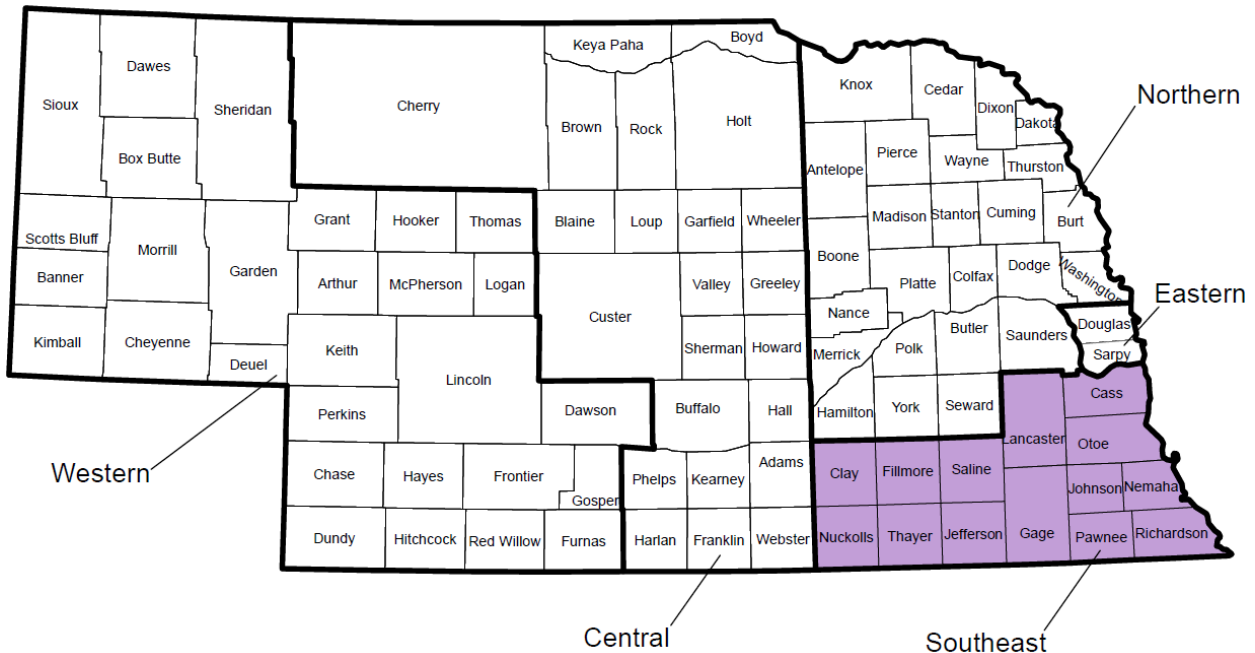 Keya Paha
Boyd
Dawes
Sioux
Sheridan
Cherry
Knox
Cedar
Dixon
Northern
Dakota
Brown
Rock
Holt
Box Butte
Antelope
Pierce
Wayne
Thurston
Grant
Hooker
Thomas
Blaine
Loup
Garfield
Wheeler
Madison
Stanton
Cuming
Burt
Scotts Bluff
Morrill
Banner
Garden
Arthur
McPherson
Logan
Valley
Greeley
Boone
Platte
Colfax
Dodge
Washington
Eastern
Kimball
Cheyenne
Deuel
Keith
Lincoln
Custer
Sherman
Howard
Nance
Merrick
Polk
Butler
Saunders
Douglas
Sarpy
Perkins
Dawson
Buffalo
Hall
Hamilton
York
Seward
Cass
Lancaster
Otoe
Western
Chase
Hayes
Frontier
Gosper
Phelps
Kearney
Adams
Clay
Fillmore
Saline
Johnson
Nemaha
Dundy
Hitchcock
Red Willow
Furnas
Harlan
Franklin
Webster
Nuckolls
Thayer
Jefferson
Gage
Pawnee
Richardson
Central
Southeast